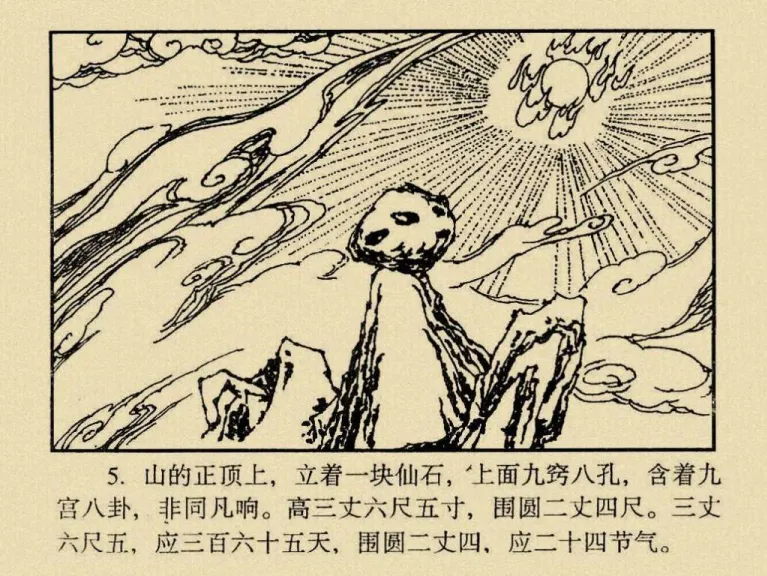 5. 山的正顶上，立着一块仙石，上面九窍八孔，含着九
宫八卦，非同凡响。高三丈六尺五寸，围圆二丈四尺。三丈
六尺五，应三百六十五天，围圆二丈四，应二十四节气。